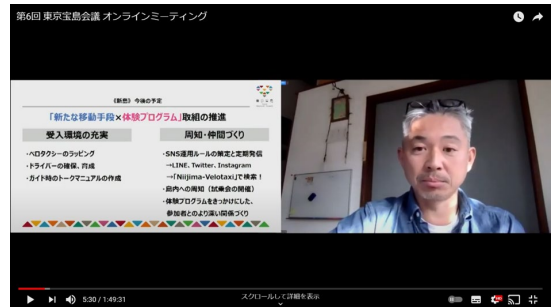 第6回 東京宝島会議 オンラインミーティング
《新島》 今後の予定
「新たな移動手段×体験プログラム」取組の推進
受入環境の充実
・ベロタクシーのラッピング
・ドライバーの確保、育成
・ガイド時のトークマニュアルの作成
周知・仲間づくり
・SNS運用ルールの策定と定期発信
→LINE、Twitter、Instagram
→「Niijima-Velotaxi」で検索!
・島内への周知(試乗会の開催)
・体験プログラムをきっかけにした、
参加者とのより深い関係づくり
5:30 / 1:49:31
スクロールして詳細を表示